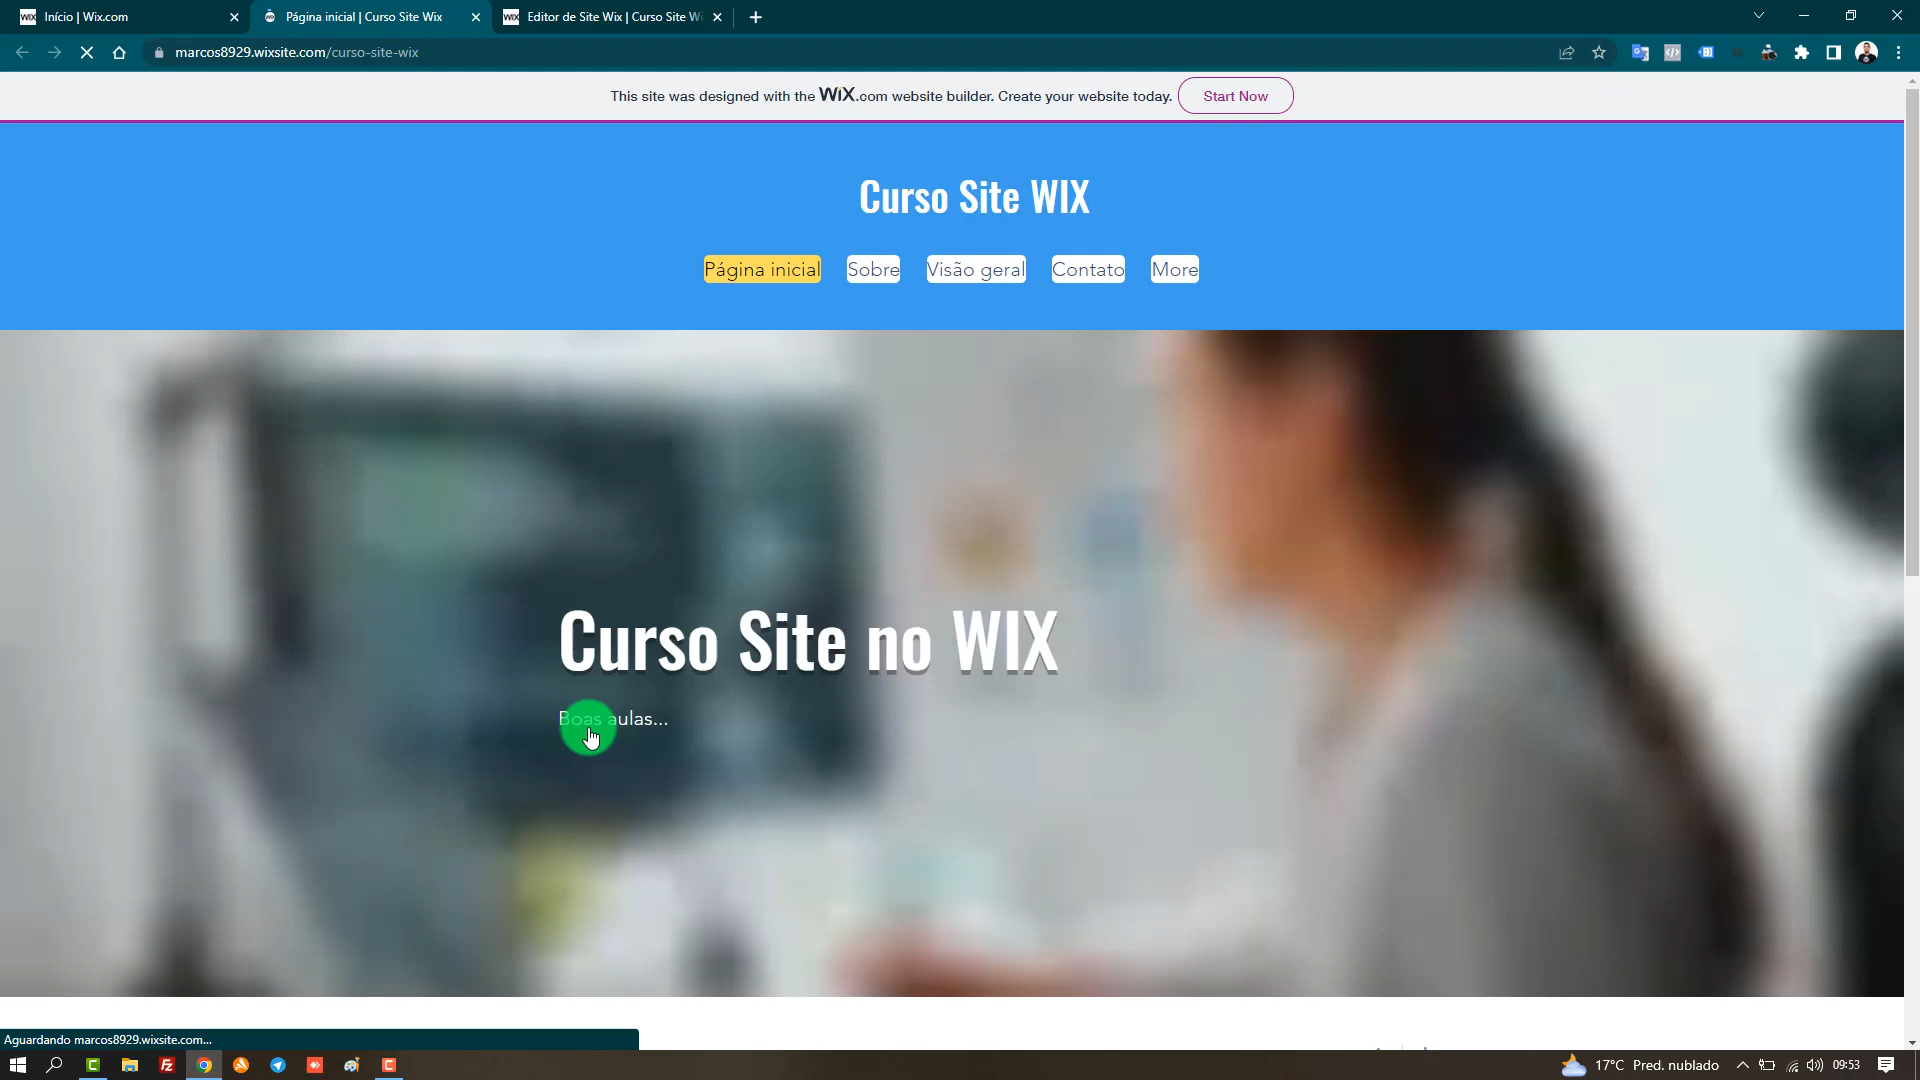 WIX Início | Wix.com
Página inicial | Curso Site Wix
WIX Editor de Site Wix | Curso Site Wi
marcos8929.wixsite.com/curso-site-wix
This site was designed with the WiX.com website builder. Create your website today. Start Now
Curso Site WIX
Página inicial Sobre Visão geral Contato More
Curso Site no WIX
Boas aulas...
Aguardando marcos8929.wixsite.com...
17°C Pred. nublado 09:53